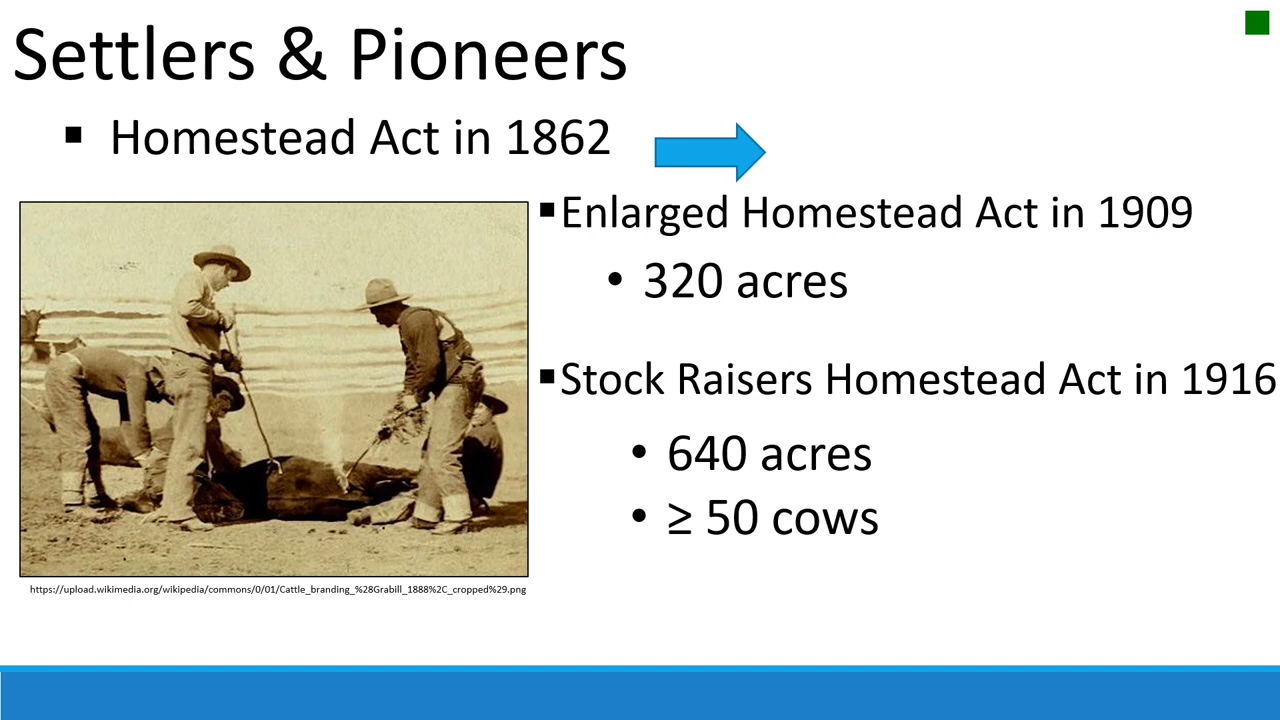 Settlers & Pioneers
▪ Homestead Act in 1862
▪Enlarged Homestead Act in 1909
• 320 acres
▪Stock Raisers Homestead Act in 1916
• 640 acres
• ≥ 50 cows
https://upload.wikimedia.org/wikipedia/commons/0/01/Cattle_branding_%28Grabill_1888%2C_cropped%29.png